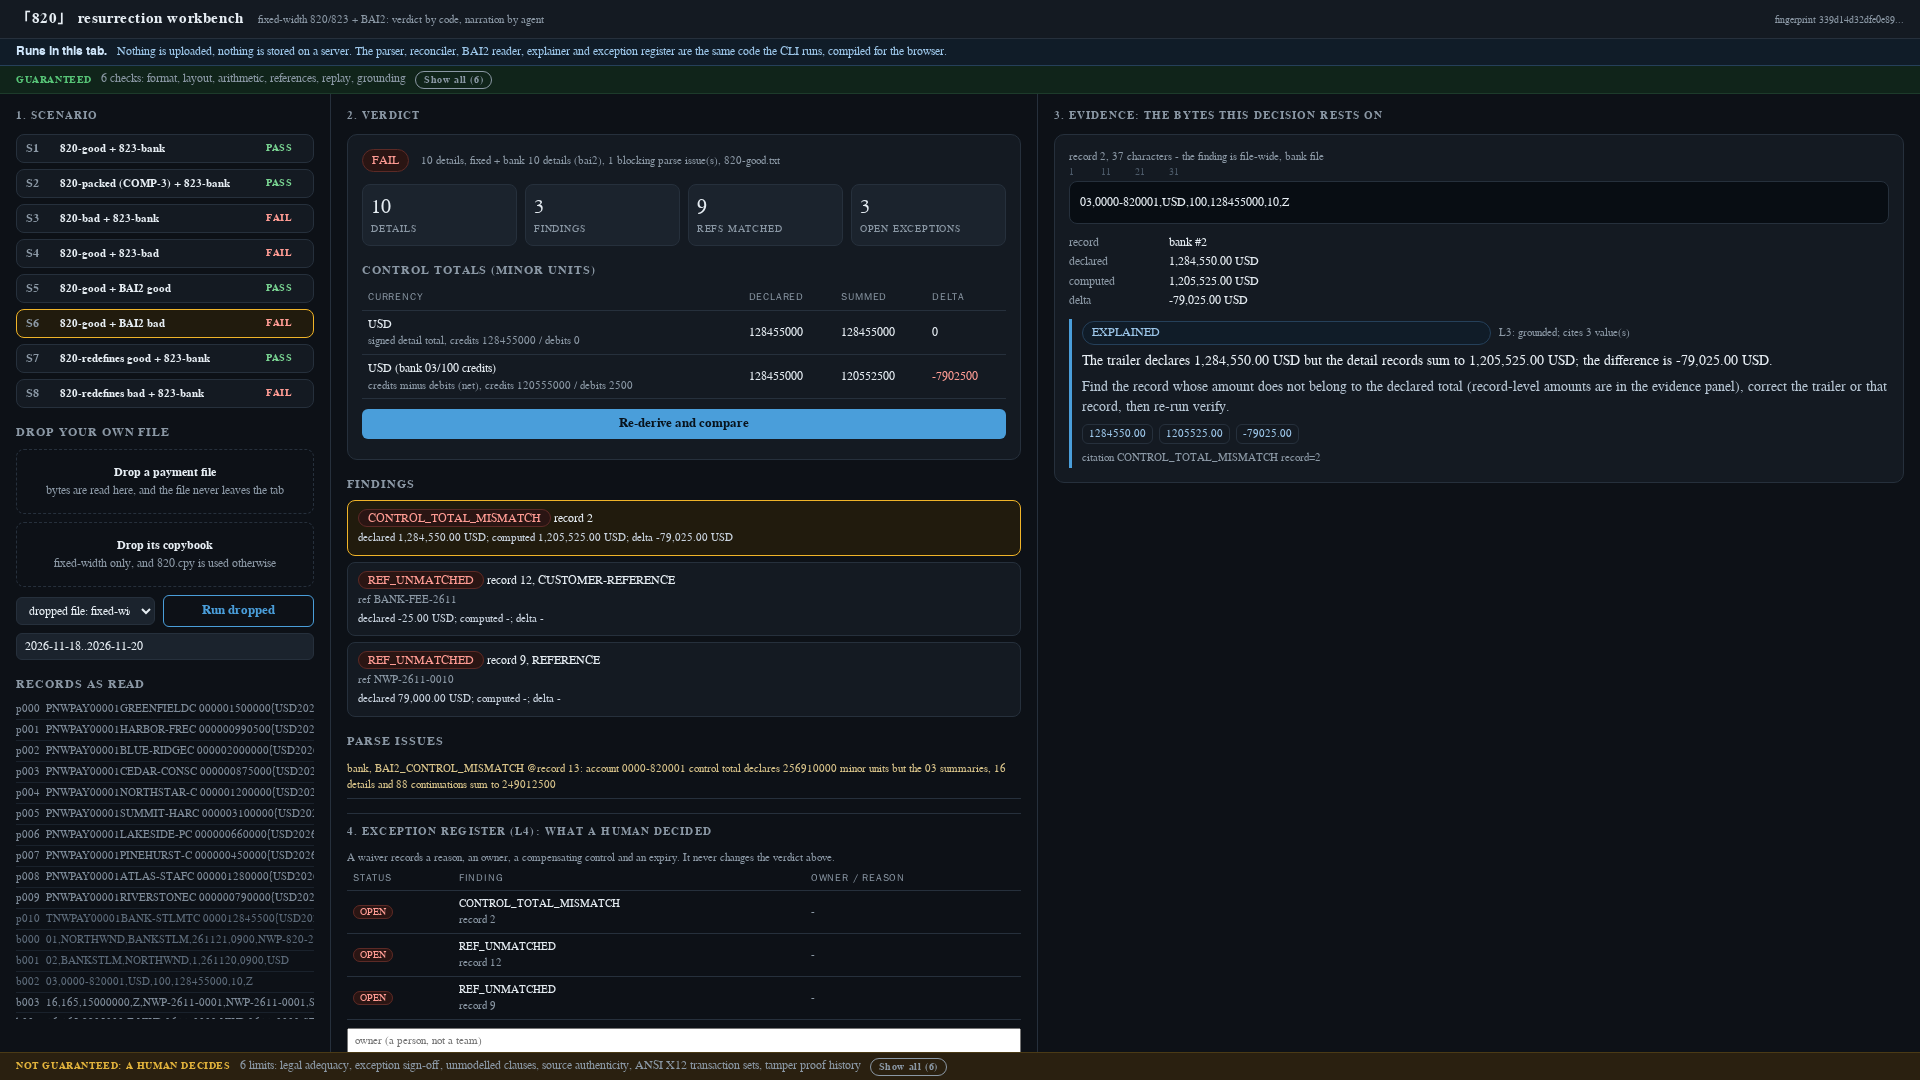 「820」 resurrection workbench
fixed-width 820/823 + BAI2: verdict by code, narration by agent
fingerprint 339d14d32dfe0e89...
Runs in this tab. Nothing is uploaded, nothing is stored on a server. The parser, reconciler, BAI2 reader, explainer and exception register are the same code the CLI runs, compiled for the browser.
GUARANTEED 6 checks: format, layout, arithmetic, references, replay, grounding Show all (6)
1. SCENARIO
S1 820-good + 823-bank PASS
S2 820-packed (COMP-3) + 823-bank PASS
S3 820-bad + 823-bank FAIL
S4 820-good + 823-bad FAIL
S5 820-good + BAI2 good PASS
S6 820-good + BAI2 bad FAIL
S7 820-redefines good + 823-bank PASS
S8 820-redefines bad + 823-bank FAIL
DROP YOUR OWN FILE
Drop a payment file
bytes are read here, and the file never leaves the tab
Drop its copybook
fixed-width only, and 820.cpy is used otherwise
dropped file: fixed-wi
Run dropped
2026-11-18..2026-11-20
RECORDS AS READ
p000 PNWPAY00001GREENFIELDC 000001500000{USD202
p001 PNWPAY00001HARBOR-FREC 000000990500{USD202
p002 PNWPAY00001BLUE-RIDGEC 000002000000{USD202
p003 PNWPAY00001CEDAR-CONSC 000000875000{USD202
p004 PNWPAY00001NORTHSTAR-C 000001200000{USD202
p005 PNWPAY00001SUMMIT-HARC 000003100000{USD202
p006 PNWPAY00001LAKESIDE-PC 000000660000{USD2026
p007 PNWPAY00001PINEHURST-C 000000450000{USD2026
p008 PNWPAY00001ATLAS-STAFC 000001280000{USD202
p009 PNWPAY00001RIVERSTONEC 000000790000{USD202
p010 TNWPAY00001BANK-STLMTC 000012845500{USD20
b000 01,NORTHWND,BANKSTLM,261121,0900,NWP-820-2
b001 02,BANKSTLM,NORTHWND,1,261120,0900,USD
b002 03,0000-820001,USD,100,128455000,10,Z
b003 16,165,15000000,Z,NWP-2611-0001,NWP-2611-0001,S
2. VERDICT
FAIL 10 details, fixed + bank 10 details (bai2), 1 blocking parse issue(s), 820-good.txt
10
DETAILS
3
FINDINGS
9
REFS MATCHED
3
OPEN EXCEPTIONS
CONTROL TOTALS (MINOR UNITS)
CURRENCY DECLARED SUMMED DELTA
USD
signed detail total, credits 128455000 / debits 0
128455000 128455000 0
USD (bank 03/100 credits)
credits minus debits (net), credits 120555000 / debits 2500
128455000 120552500 -7902500
Re-derive and compare
FINDINGS
CONTROL_TOTAL_MISMATCH record 2
declared 1,284,550.00 USD; computed 1,205,525.00 USD; delta -79,025.00 USD
REF_UNMATCHED record 12, CUSTOMER-REFERENCE
ref BANK-FEE-2611
declared -25.00 USD; computed -; delta -
REF_UNMATCHED record 9, REFERENCE
ref NWP-2611-0010
declared 79,000.00 USD; computed -; delta -
PARSE ISSUES
bank, BAI2_CONTROL_MISMATCH @record 13: account 0000-820001 control total declares 256910000 minor units but the 03 summaries, 16
details and 88 continuations sum to 249012500
4. EXCEPTION REGISTER (L4): WHAT A HUMAN DECIDED
A waiver records a reason, an owner, a compensating control and an expiry. It never changes the verdict above.
STATUS FINDING OWNER / REASON
OPEN CONTROL_TOTAL_MISMATCH -
record 2
OPEN REF_UNMATCHED -
record 12
OPEN REF_UNMATCHED -
record 9
owner (a person, not a team)
3. EVIDENCE: THE BYTES THIS DECISION RESTS ON
record 2, 37 characters - the finding is file-wide, bank file
1 11 21 31
03,0000-820001,USD,100,128455000,10,Z
record bank #2
declared 1,284,550.00 USD
computed 1,205,525.00 USD
delta -79,025.00 USD
EXPLAINED L3: grounded; cites 3 value(s)
The trailer declares 1,284,550.00 USD but the detail records sum to 1,205,525.00 USD; the difference is -79,025.00 USD.
Find the record whose amount does not belong to the declared total (record-level amounts are in the evidence panel), correct the trailer or that
record, then re-run verify.
1284550.00 1205525.00 -79025.00
citation CONTROL_TOTAL_MISMATCH record=2
NOT GUARANTEED: A HUMAN DECIDES 6 limits: legal adequacy, exception sign-off, unmodelled clauses, source authenticity, ANSI X12 transaction sets, tamper proof history Show all (6)